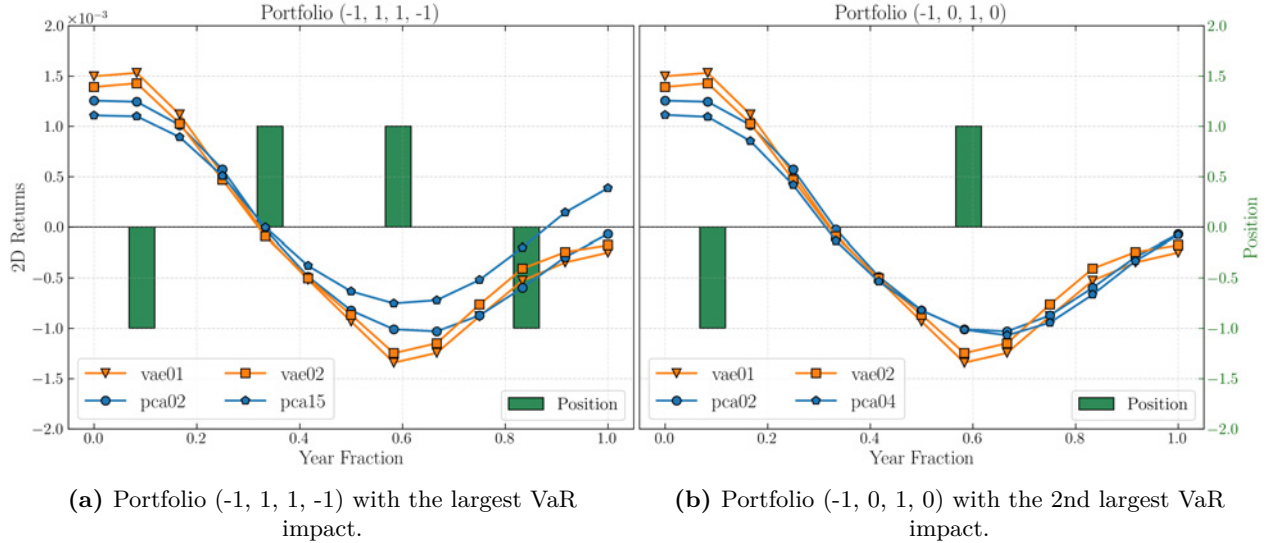 Portfolio (-1, 1, 1, -1)
×10⁻³
2.0
1.5
1.0
0.5
0.0
−0.5
−1.0
−1.5
−2.0
2D Returns
vae01
vae02
pca02
pca15
Position
0.0 0.2 0.4 0.6 0.8 1.0
Year Fraction
Portfolio (-1, 0, 1, 0)
vae01
vae02
pca02
pca04
Position
0.0 0.2 0.4 0.6 0.8 1.0
Year Fraction
2.0
1.5
1.0
0.5
0.0
−0.5
−1.0
−1.5
−2.0
Position
(a) Portfolio (-1, 1, 1, -1) with the largest VaR
impact.
(b) Portfolio (-1, 0, 1, 0) with the 2nd largest VaR
impact.